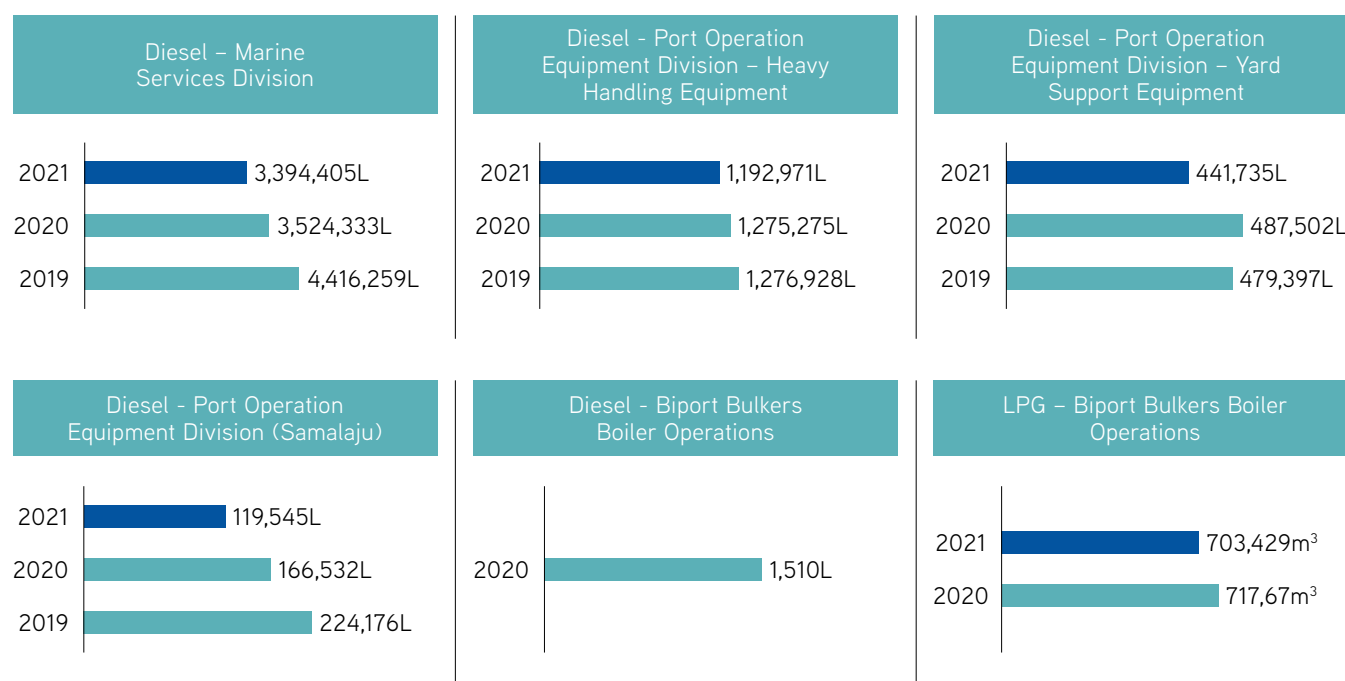 Diesel – Marine
Services Division
2021 3,394,405L
2020 3,524,333L
2019 4,416,259L
Diesel - Port Operation
Equipment Division – Heavy
Handling Equipment
2021 1,192,971L
2020 1,275,275L
2019 1,276,928L
Diesel - Port Operation
Equipment Division – Yard
Support Equipment
2021 441,735L
2020 487,502L
2019 479,397L
Diesel - Port Operation
Equipment Division (Samalaju)
2021 119,545L
2020 166,532L
2019 224,176L
Diesel - Biport Bulkers
Boiler Operations
2020 1,510L
LPG – Biport Bulkers Boiler
Operations
2021 703,429m³
2020 717,67m³